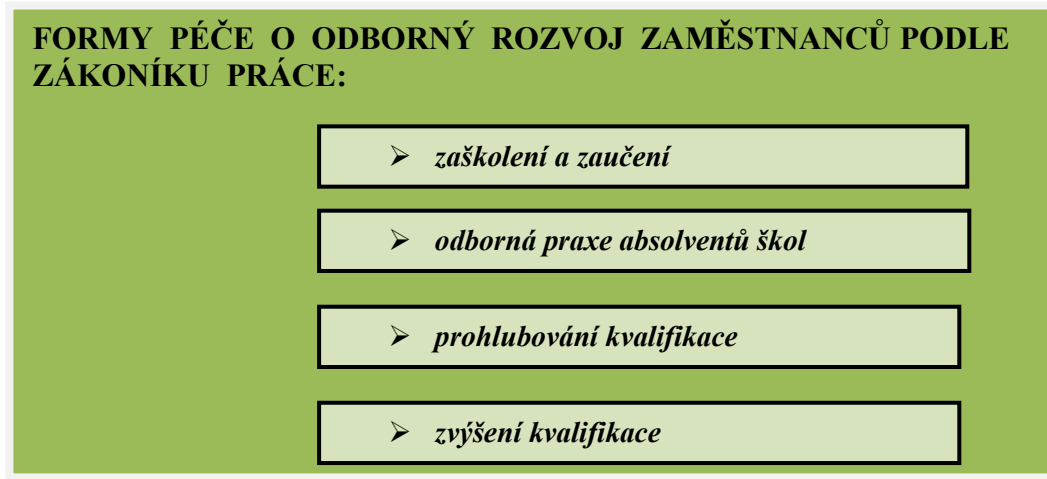 FORMY PÉČE O ODBORNÝ ROZVOJ ZAMĚSTNANCŮ PODLE
ZÁKONÍKU PRÁCE:
➢ zaškolení a zaučení
➢ odborná praxe absolventů škol
➢ prohlubování kvalifikace
➢ zvýšení kvalifikace